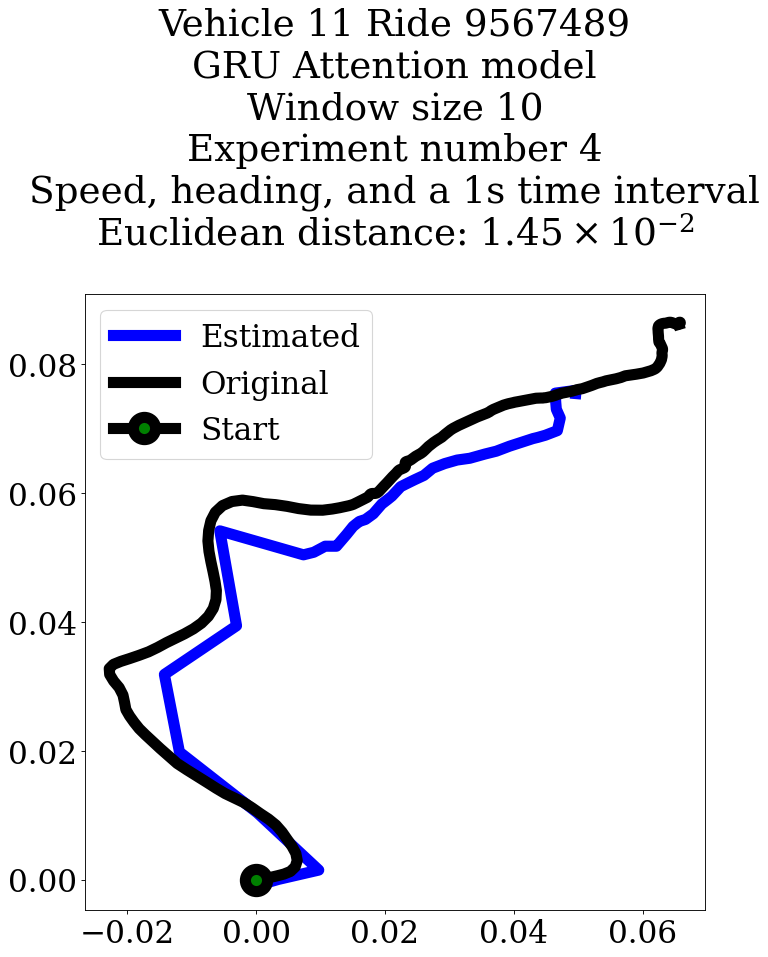 Vehicle 11 Ride 9567489
GRU Attention model
Window size 10
Experiment number 4
Speed, heading, and a 1s time interval
Euclidean distance: 1.45 × 10⁻²
Estimated
Original
Start
0.08
0.06
0.04
0.02
0.00
−0.02 0.00 0.02 0.04 0.06